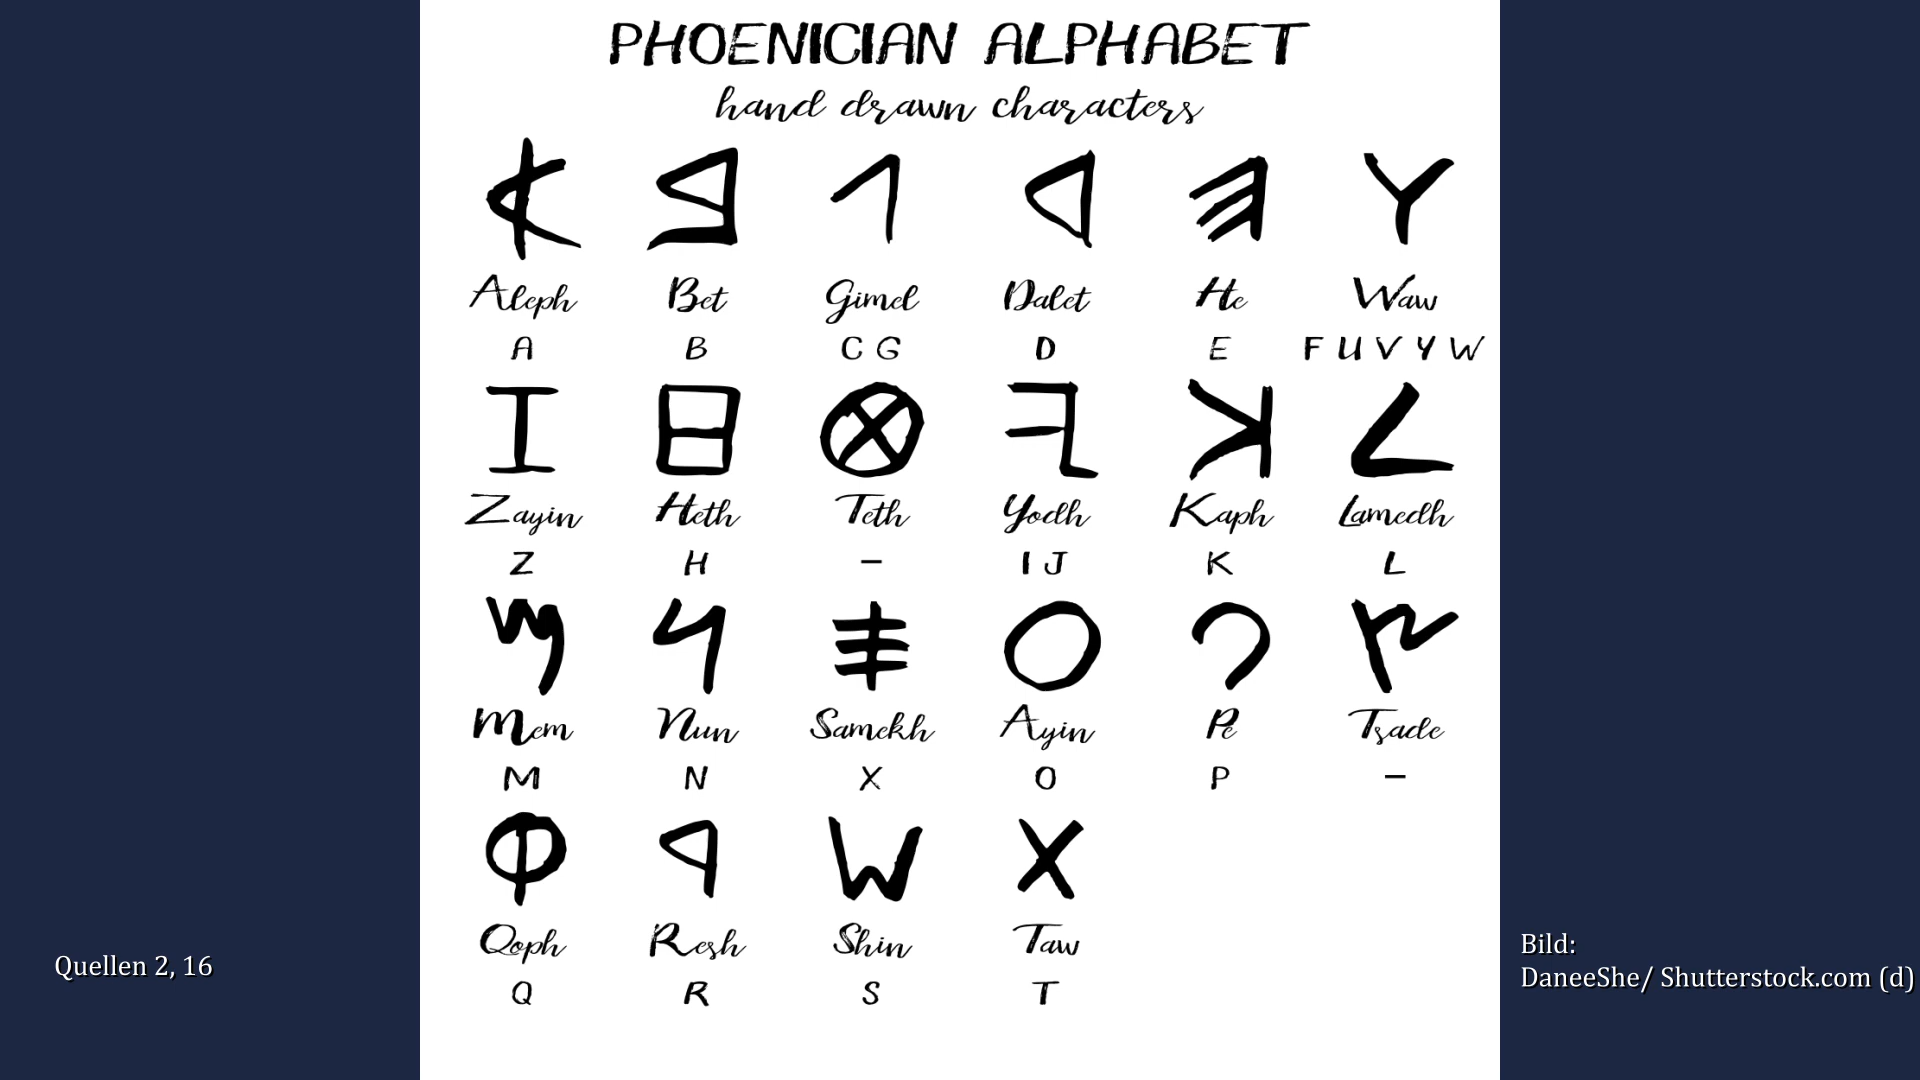 PHOENICIAN ALPHABET
hand drawn characters
𐤀 𐤁 𐤂 𐤃 𐤄 𐤅
Aleph Bet Gimel Dalet He Waw
A B C G D E F U V Y W
𐤆 𐤇 𐤈 𐤉 𐤊 𐤋
Zayin Heth Teth Yodh Kaph Lamedh
Z H – I J K L
𐤌 𐤍 𐤎 𐤏 𐤐 𐤑
Mem Nun Samekh Ayin Pe Tsade
M N X O P –
𐤒 𐤓 𐤔 𐤕
Qoph Resh Shin Taw
Q R S T
Quellen 2, 16
Bild:
DaneeShe/ Shutterstock.com (d)